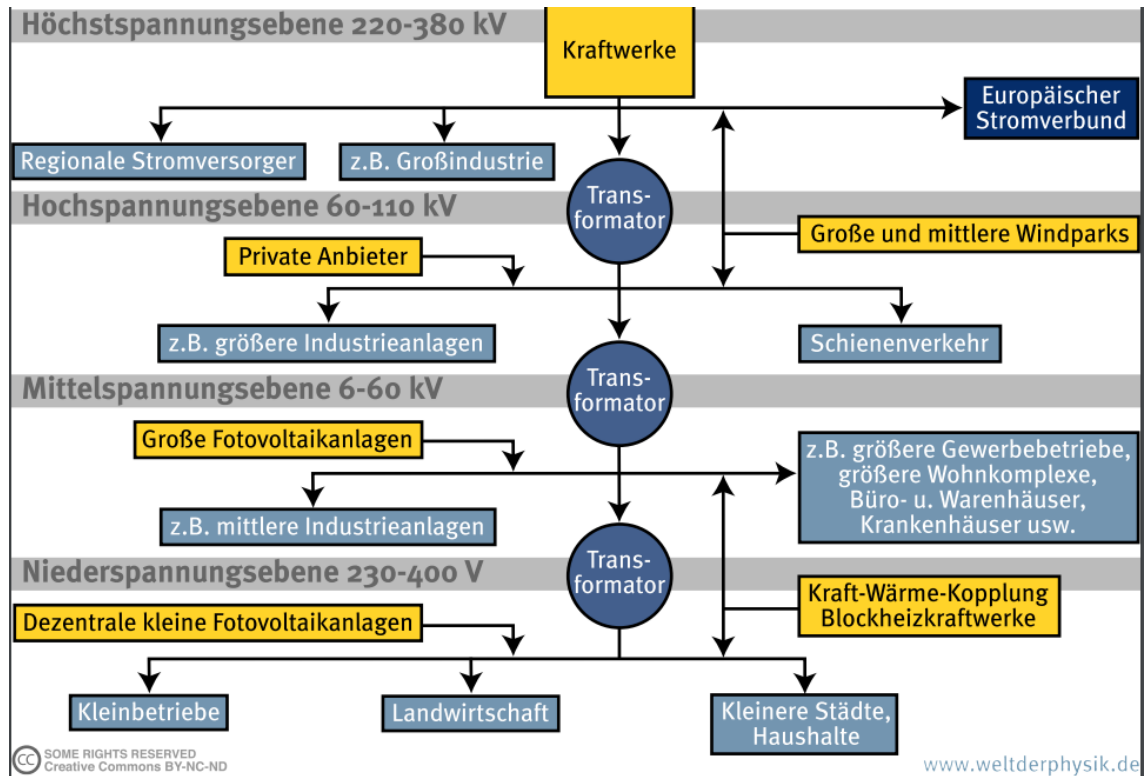 Höchstspannungsebene 220-380 kV
Kraftwerke
Europäischer
Stromverbund
Regionale Stromversorger
z.B. Großindustrie
Trans-
formator
Hochspannungsebene 60-110 kV
Große und mittlere Windparks
Private Anbieter
z.B. größere Industrieanlagen
Schienenverkehr
Trans-
formator
Mittelspannungsebene 6-60 kV
Große Fotovoltaikanlagen
z.B. größere Gewerbebetriebe,
größere Wohnkomplexe,
Büro- u. Warenhäuser,
Krankenhäuser usw.
z.B. mittlere Industrieanlagen
Trans-
formator
Niederspannungsebene 230-400 V
Kraft-Wärme-Kopplung
Blockheizkraftwerke
Dezentrale kleine Fotovoltaikanlagen
Kleinbetriebe
Landwirtschaft
Kleinere Städte,
Haushalte
cc SOME RIGHTS RESERVED
Creative Commons BY-NC-ND
www.weltderphysik.de